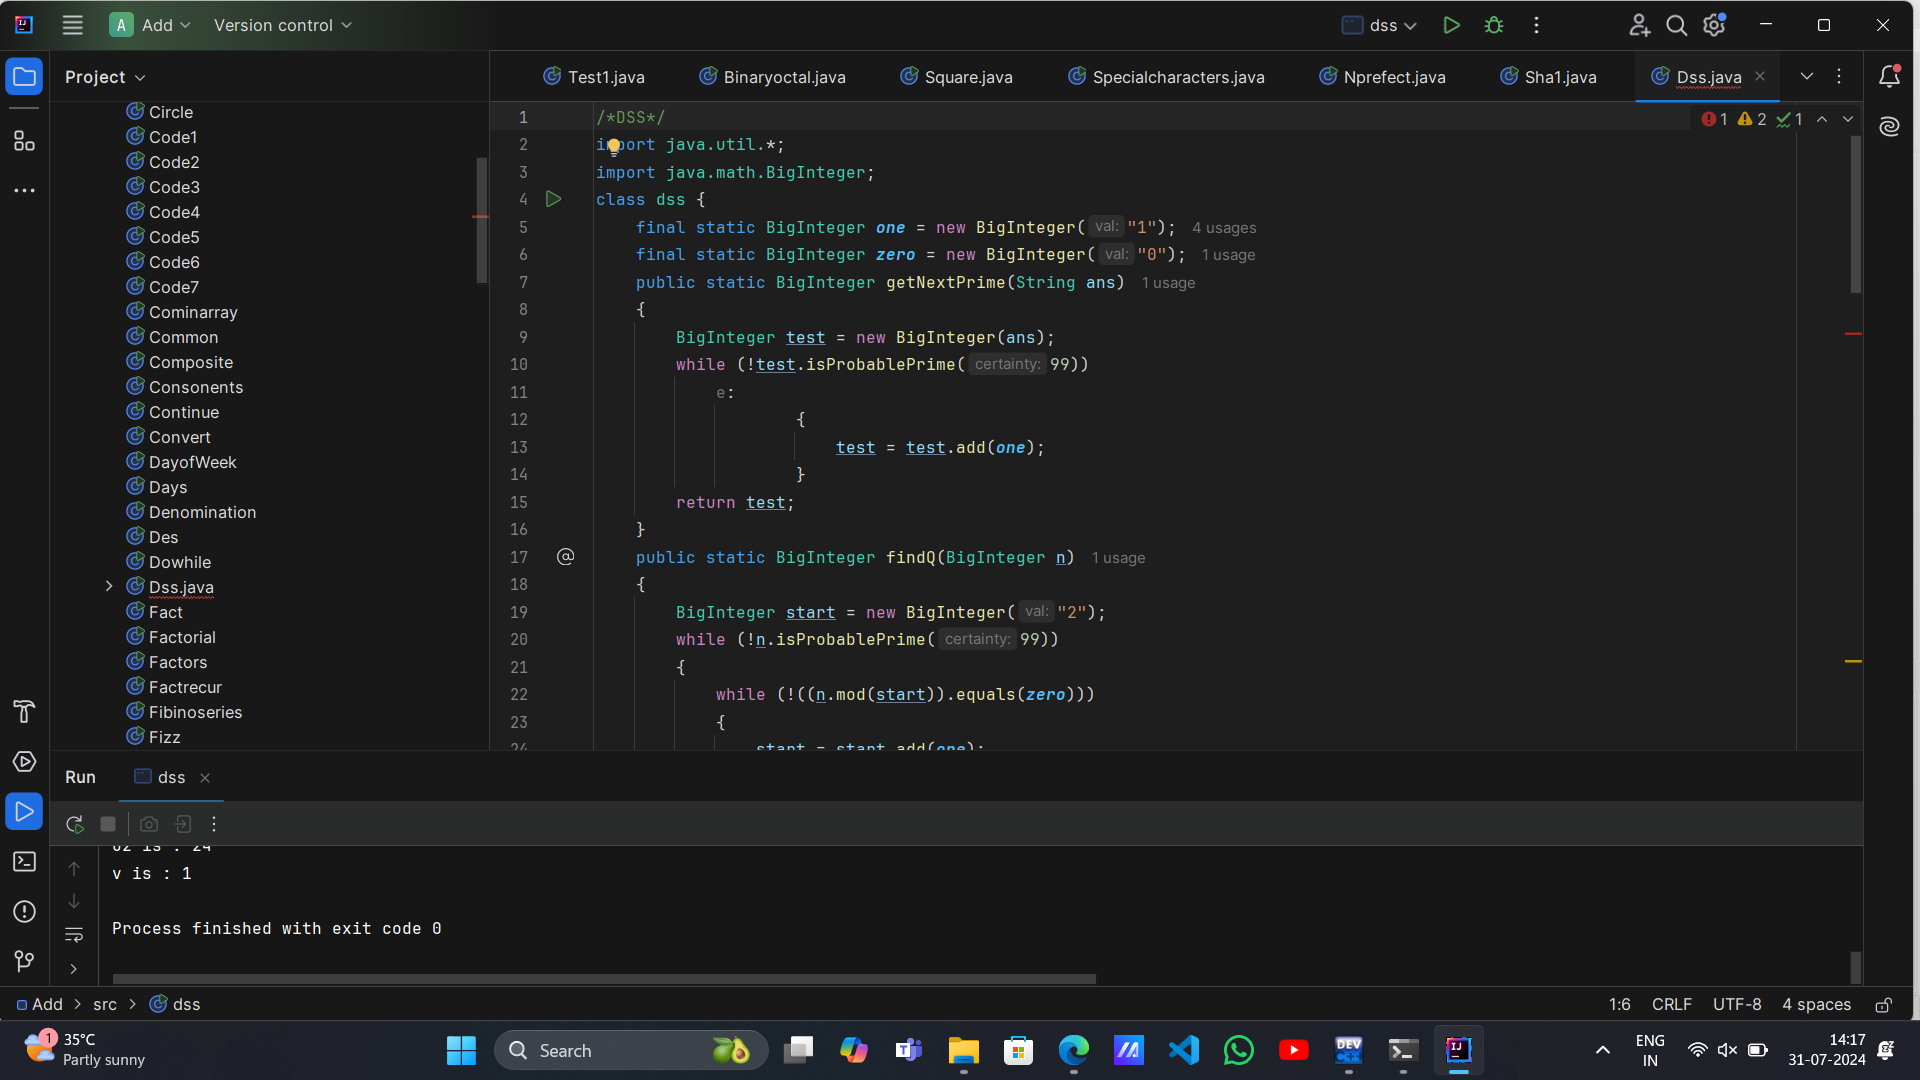 A Add Version control dss
Project
Test1.java Binaryoctal.java Square.java Specialcharacters.java Nprefect.java Sha1.java Dss.java
Circle
Code1
Code2
Code3
Code4
Code5
Code6
Code7
Cominarray
Common
Composite
Consonents
Continue
Convert
DayofWeek
Days
Denomination
Des
Dowhile
Dss.java
Fact
Factorial
Factors
Factrecur
Fibinoseries
Fizz
1 /*DSS*/
1 2 1
2 import java.util.*;
3 import java.math.BigInteger;
4 class dss {
5 final static BigInteger one = new BigInteger( val: "1"); 4 usages
6 final static BigInteger zero = new BigInteger( val: "0"); 1 usage
7 public static BigInteger getNextPrime(String ans) 1 usage
8 {
9 BigInteger test = new BigInteger(ans);
10 while (!test.isProbablePrime( certainty: 99))
11 e:
12 {
13 test = test.add(one);
14 }
15 return test;
16 }
17 @ public static BigInteger findQ(BigInteger n) 1 usage
18 {
19 BigInteger start = new BigInteger( val: "2");
20 while (!n.isProbablePrime( certainty: 99))
21 {
22 while (!((n.mod(start)).equals(zero)))
23 {
24 start = start.add(one);
Run dss
is : 24
v is : 1
Process finished with exit code 0
Add > src > dss
1:6 CRLF UTF-8 4 spaces
1 35°C
Partly sunny
Search
DEV
C++
ENG
IN
14:17
31-07-2024